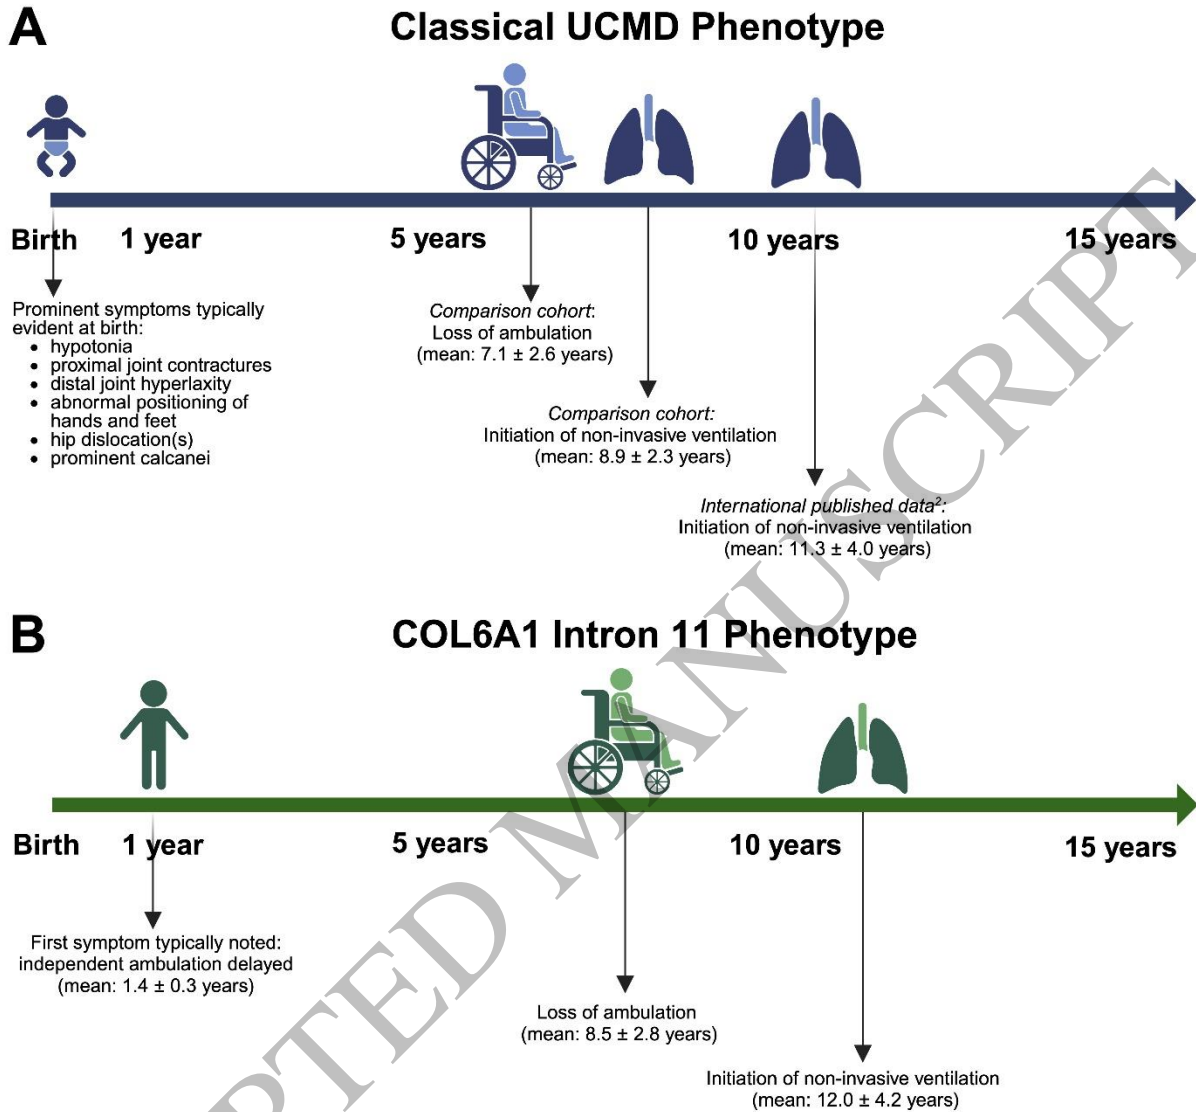 A
Classical UCMD Phenotype
Birth
1 year
5 years
10 years
15 years
Prominent symptoms typically
evident at birth:
• hypotonia
• proximal joint contractures
• distal joint hyperlaxity
• abnormal positioning of
hands and feet
• hip dislocation(s)
• prominent calcanei
Comparison cohort:
Loss of ambulation
(mean: 7.1 ± 2.6 years)
Comparison cohort:
Initiation of non-invasive ventilation
(mean: 8.9 ± 2.3 years)
International published data²:
Initiation of non-invasive ventilation
(mean: 11.3 ± 4.0 years)
B
COL6A1 Intron 11 Phenotype
Birth
1 year
5 years
10 years
15 years
First symptom typically noted:
independent ambulation delayed
(mean: 1.4 ± 0.3 years)
Loss of ambulation
(mean: 8.5 ± 2.8 years)
Initiation of non-invasive ventilation
(mean: 12.0 ± 4.2 years)
PTED MANUSCRIPT